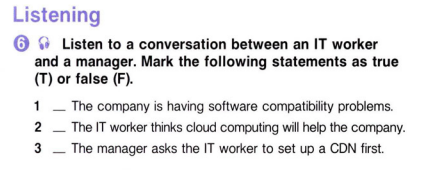 Listening
6 Listen to a conversation between an IT worker
and a manager. Mark the following statements as true
(T) or false (F).
1 __ The company is having software compatibility problems.
2 __ The IT worker thinks cloud computing will help the company.
3 __ The manager asks the IT worker to set up a CDN first.